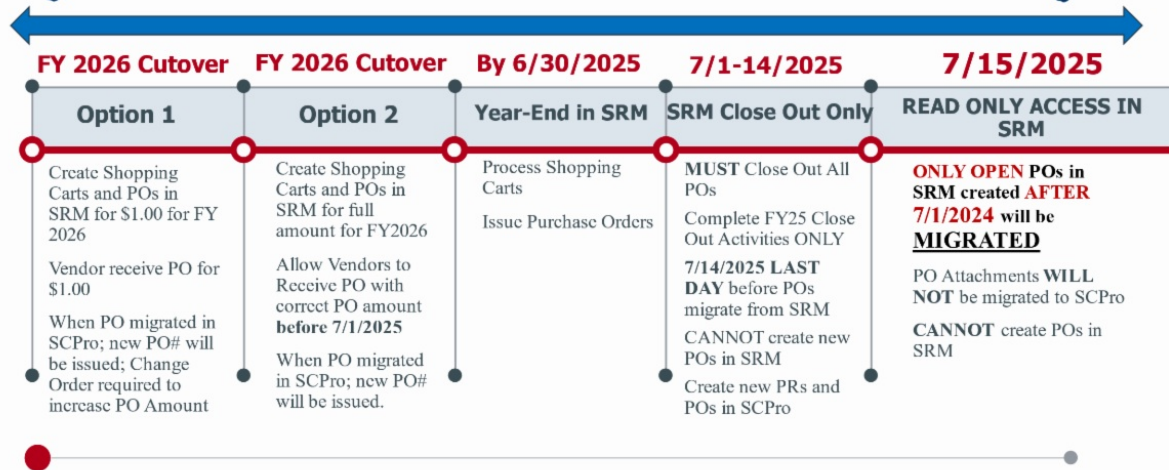 FY 2026 Cutover
Option 1
Create Shopping
Carts and POs in
SRM for $1.00 for FY
2026
Vendor receive PO for
$1.00
When PO migrated in
SCPro; new PO# will
be issued; Change
Order required to
increase PO Amount
FY 2026 Cutover
Option 2
Create Shopping
Carts and POs in
SRM for full
amount for FY2026
Allow Vendors to
Receive PO with
correct PO amount
before 7/1/2025
When PO migrated
in SCPro; new PO#
will be issued.
By 6/30/2025
Year-End in SRM
Process Shopping
Carts
Issue Purchase Orders
7/1-14/2025
SRM Close Out Only
MUST Close Out All
POs
Complete FY25 Close
Out Activities ONLY
7/14/2025 LAST
DAY before POs
migrate from SRM
CANNOT create new
POs in SRM
Create new PRs and
POs in SCPro
7/15/2025
READ ONLY ACCESS IN
SRM
ONLY OPEN POs in
SRM created AFTER
7/1/2024 will be
MIGRATED
PO Attachments WILL
NOT be migrated to SCPro
CANNOT create POs in
SRM